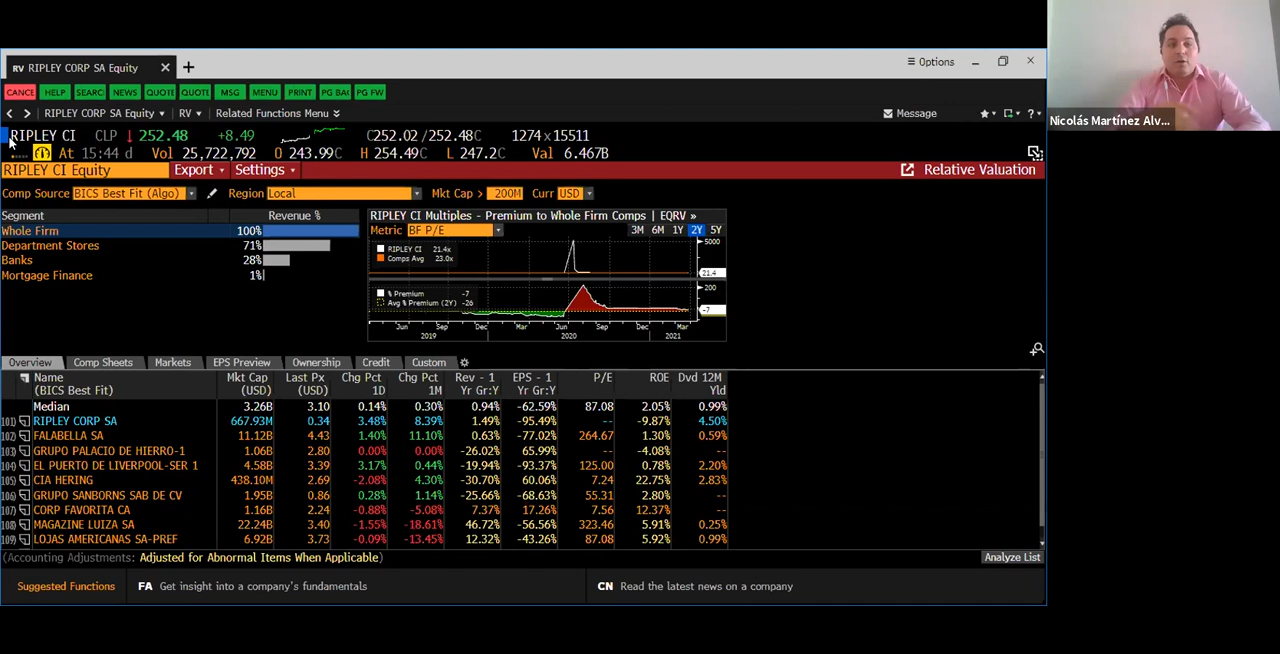 RV RIPLEY CORP SA Equity × +
Options
CANCE HELP SEARC NEWS QUOTE QUOTE MSG MENU PRINT PG BAC PG FW
RIPLEY CORP SA Equity RV Related Functions Menu Message
RIPLEY CI CLP 252.48 +8.49 C252.02/252.48C 1274x15511
At 15:44 d Vol 25,722,792 O 243.99C H 254.49C L 247.2C Val 6.467B
RIPLEY CI Equity Export Settings Relative Valuation
Comp Source BICS Best Fit (Algo) Region Local Mkt Cap > 200M Curr USD
Segment Revenue %
Whole Firm 100%
Department Stores 71%
Banks 28%
Mortgage Finance 1%
RIPLEY CI Multiples - Premium to Whole Firm Comps | EQRV »
Metric BF P/E 3M 6M 1Y 2Y 5Y
RIPLEY CI 21.4x
Comps Avg 23.0x
5000
21.4
% Premium -7
Avg % Premium (2Y) -26
200
-7
Jun Sep Dec Mar Jun Sep Dec Mar
2019 2020 2021
Overview Comp Sheets Markets EPS Preview Ownership Credit Custom
Name (BICS Best Fit) Mkt Cap (USD) Last Px (USD) Chg Pct 1D Chg Pct 1M Rev - 1 Yr Gr:Y EPS - 1 Yr Gr:Y P/E ROE Dvd 12M Yld
Median 3.26B 3.10 0.14% 0.30% 0.94% -62.59% 87.08 2.05% 0.99%
101) RIPLEY CORP SA 667.93M 0.34 3.48% 8.39% 1.49% -95.49% -- -9.87% 4.50%
102) FALABELLA SA 11.12B 4.43 1.40% 11.10% 0.63% -77.02% 264.67 1.30% 0.59%
103) GRUPO PALACIO DE HIERRO-1 1.06B 2.80 0.00% 0.00% -26.02% 65.99% -- -4.08% --
104) EL PUERTO DE LIVERPOOL-SER 1 4.58B 3.39 3.17% 0.44% -19.94% -93.37% 125.00 0.78% 2.20%
105) CIA HERING 438.10M 2.69 -2.08% 4.30% -30.70% 60.06% 7.24 22.75% 2.83%
106) GRUPO SANBORNS SAB DE CV 1.95B 0.86 0.28% 1.14% -25.66% -68.63% 55.31 2.80% --
107) CORP FAVORITA CA 1.16B 2.24 -0.88% -5.08% 7.37% 17.26% 7.56 12.37% --
108) MAGAZINE LUIZA SA 22.24B 3.40 -1.55% -18.61% 46.72% -56.56% 323.46 5.91% 0.25%
109) LOJAS AMERICANAS SA-PREF 6.92B 3.73 -0.09% -13.45% 12.32% -43.26% 87.08 5.92% 0.99%
(Accounting Adjustments: Adjusted for Abnormal Items When Applicable) Analyze List
Suggested Functions FA Get insight into a company's fundamentals CN Read the latest news on a company
Nicolás Martínez Alv...